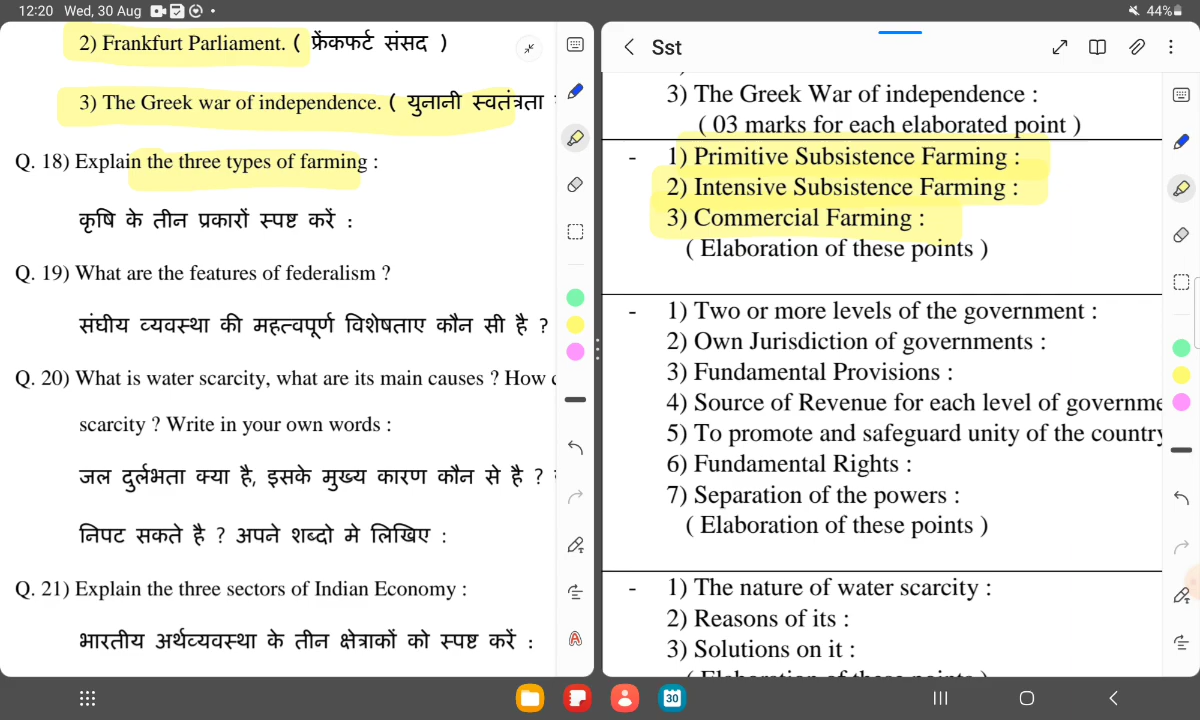 12:20 Wed, 30 Aug
44%
2) Frankfurt Parliament. ( फ्रेंकफर्ट संसद )
3) The Greek war of independence. ( युनानी स्वतंत्रता
Q. 18) Explain the three types of farming :
कृषि के तीन प्रकारों स्पष्ट करें :
Q. 19) What are the features of federalism ?
संघीय व्यवस्था की महत्वपूर्ण विशेषताए कौन सी है ?
Q. 20) What is water scarcity, what are its main causes ? How
scarcity ? Write in your own words :
जल दुर्लभता क्या है, इसके मुख्य कारण कौन से है ?
निपट सकते है ? अपने शब्दो मे लिखिए :
Q. 21) Explain the three sectors of Indian Economy :
भारतीय अर्थव्यवस्था के तीन क्षेत्राकों को स्पष्ट करें :
Sst
3) The Greek War of independence :
( 03 marks for each elaborated point )
- 1) Primitive Subsistence Farming :
2) Intensive Subsistence Farming :
3) Commercial Farming :
( Elaboration of these points )
- 1) Two or more levels of the government :
2) Own Jurisdiction of governments :
3) Fundamental Provisions :
4) Source of Revenue for each level of governme
5) To promote and safeguard unity of the country
6) Fundamental Rights :
7) Separation of the powers :
( Elaboration of these points )
- 1) The nature of water scarcity :
2) Reasons of its :
3) Solutions on it :
( Elaboration of these points )
30